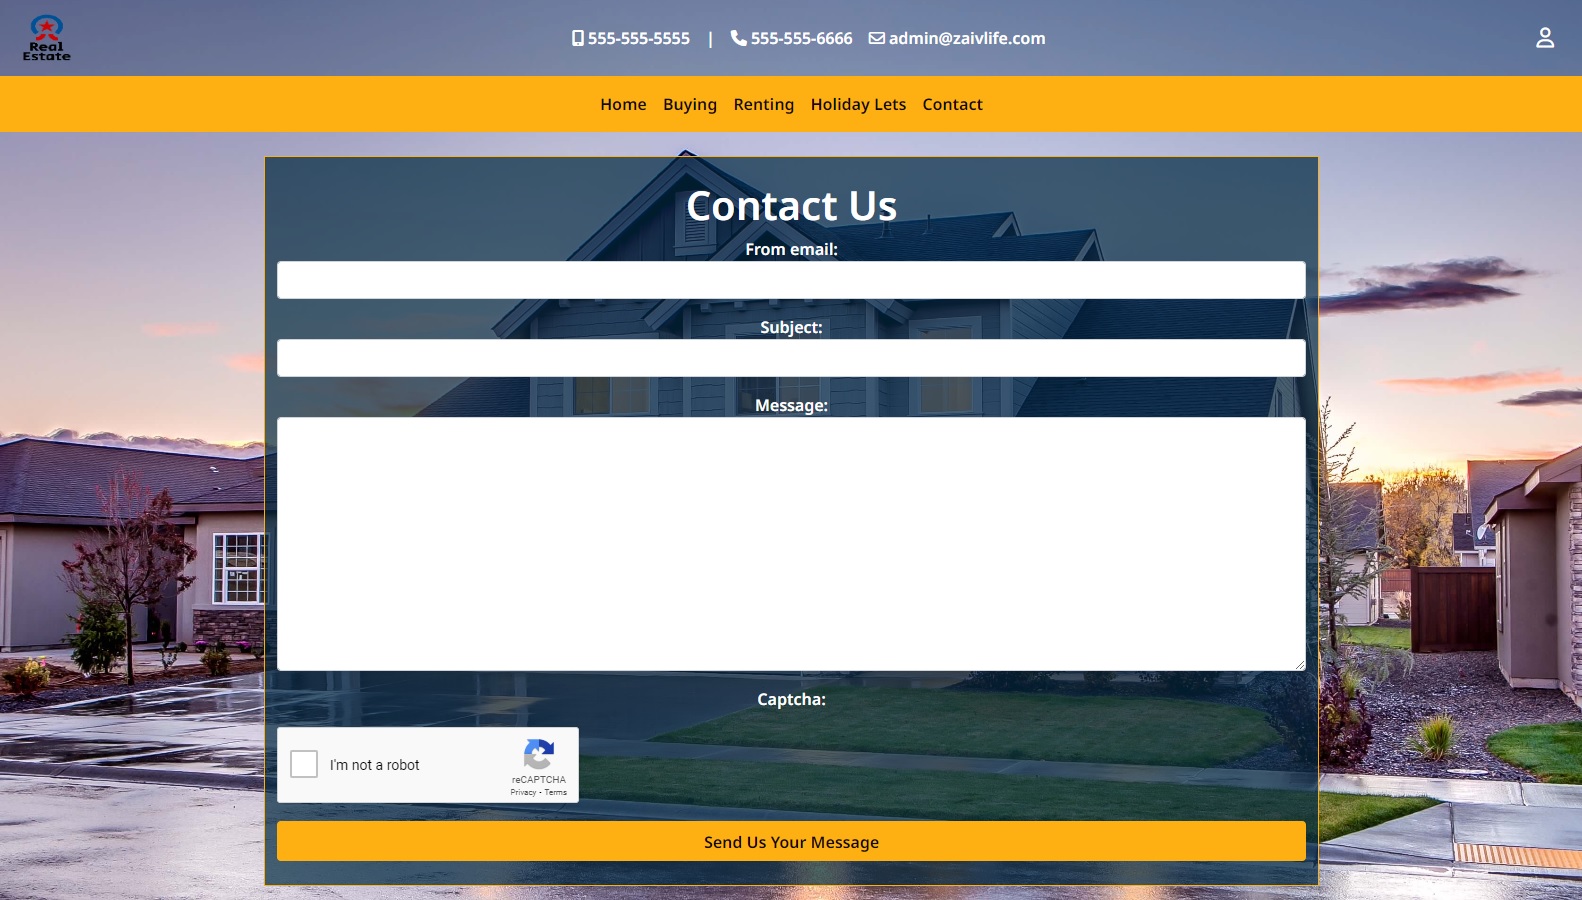 Real
Estate
555-555-5555 | 555-555-6666 admin@zaivlife.com
Home Buying Renting Holiday Lets Contact
Contact Us
From email:
Subject:
Message:
Captcha:
I'm not a robot
reCAPTCHA
Privacy - Terms
Send Us Your Message